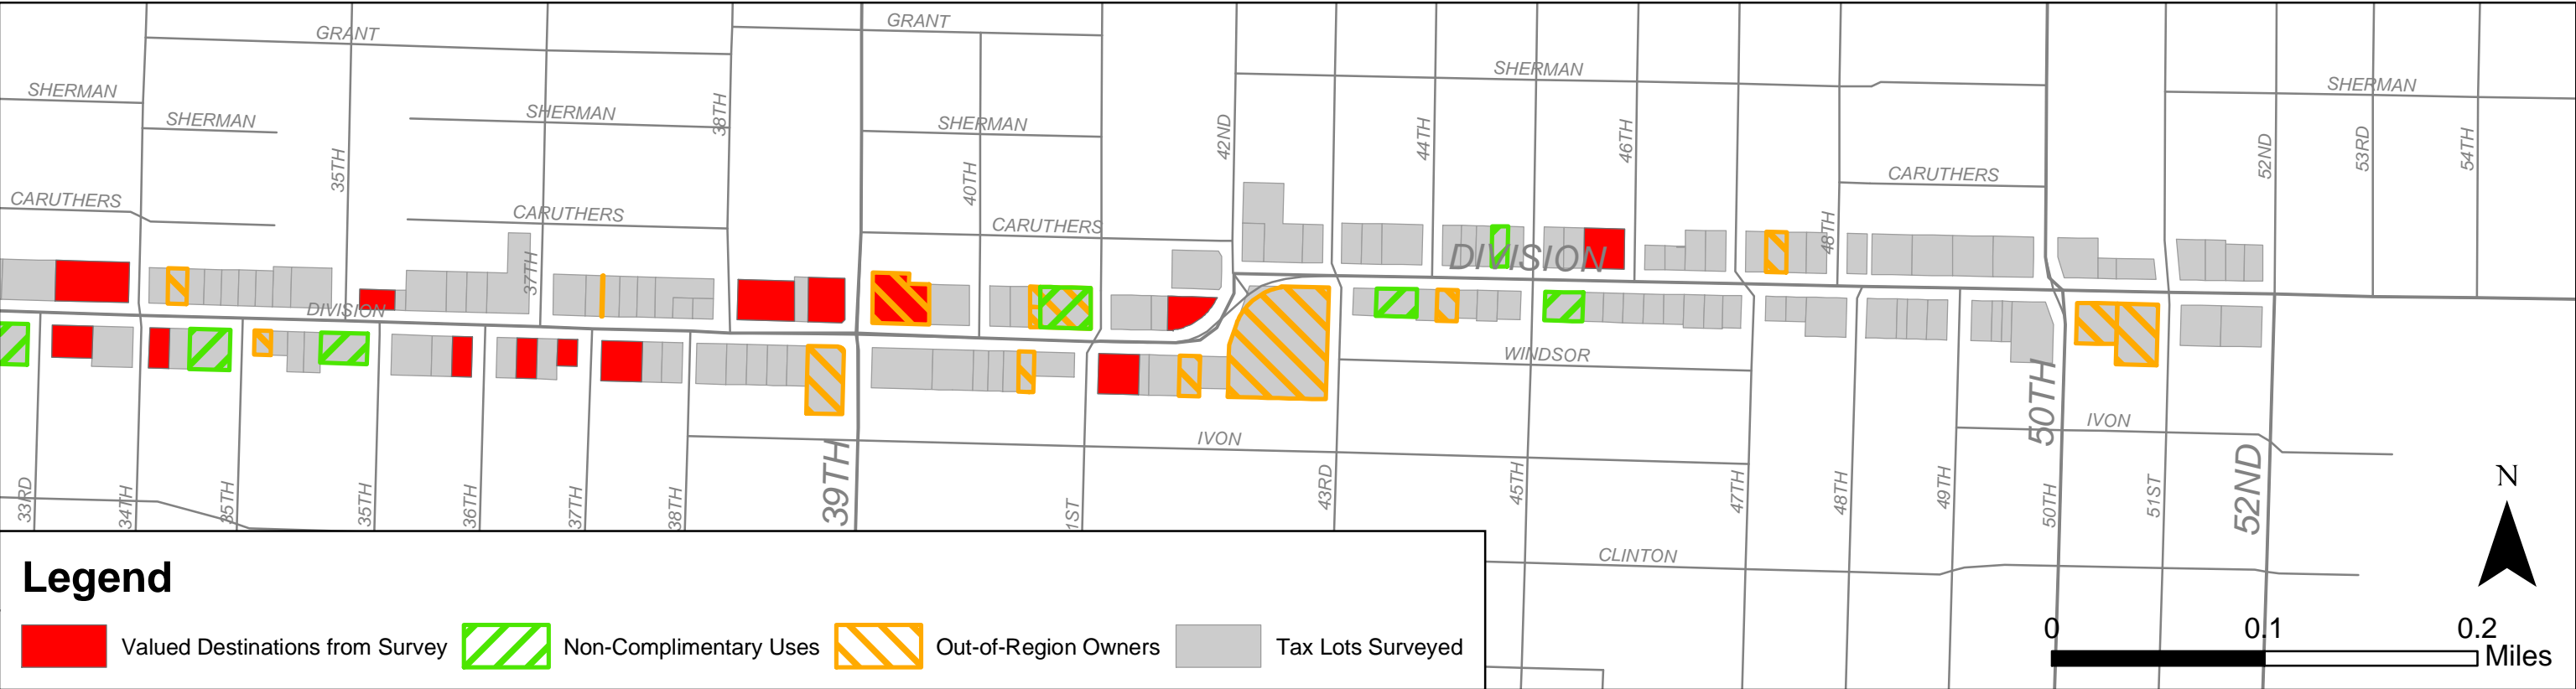 GRANT
GRANT
SHERMAN
SHERMAN
SHERMAN
SHERMAN
SHERMAN
SHERMAN
38TH
42ND
44TH
46TH
52ND
53RD
54TH
35TH
40TH
CARUTHERS
CARUTHERS
CARUTHERS
CARUTHERS
48TH
37TH
DIVISION
DIVISION
WINDSOR
IVON
IVON
33RD
34TH
35TH
35TH
36TH
37TH
38TH
39TH
1ST
43RD
45TH
47TH
48TH
49TH
50TH
50TH
51ST
52ND
CLINTON
N
Legend
Valued Destinations from Survey
Non-Complimentary Uses
Out-of-Region Owners
Tax Lots Surveyed
0 0.1 0.2
Miles